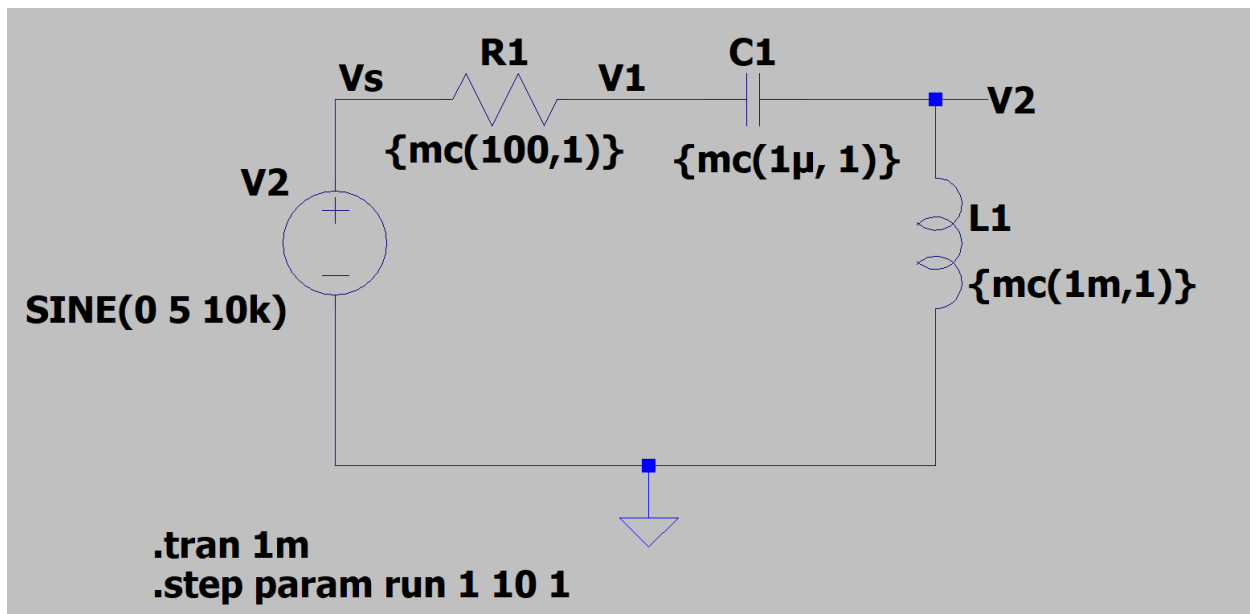 R1
C1
Vs
V1
V2
{mc(100,1)}
{mc(1µ, 1)}
V2
L1
{mc(1m,1)}
SINE(0 5 10k)
.tran 1m
.step param run 1 10 1